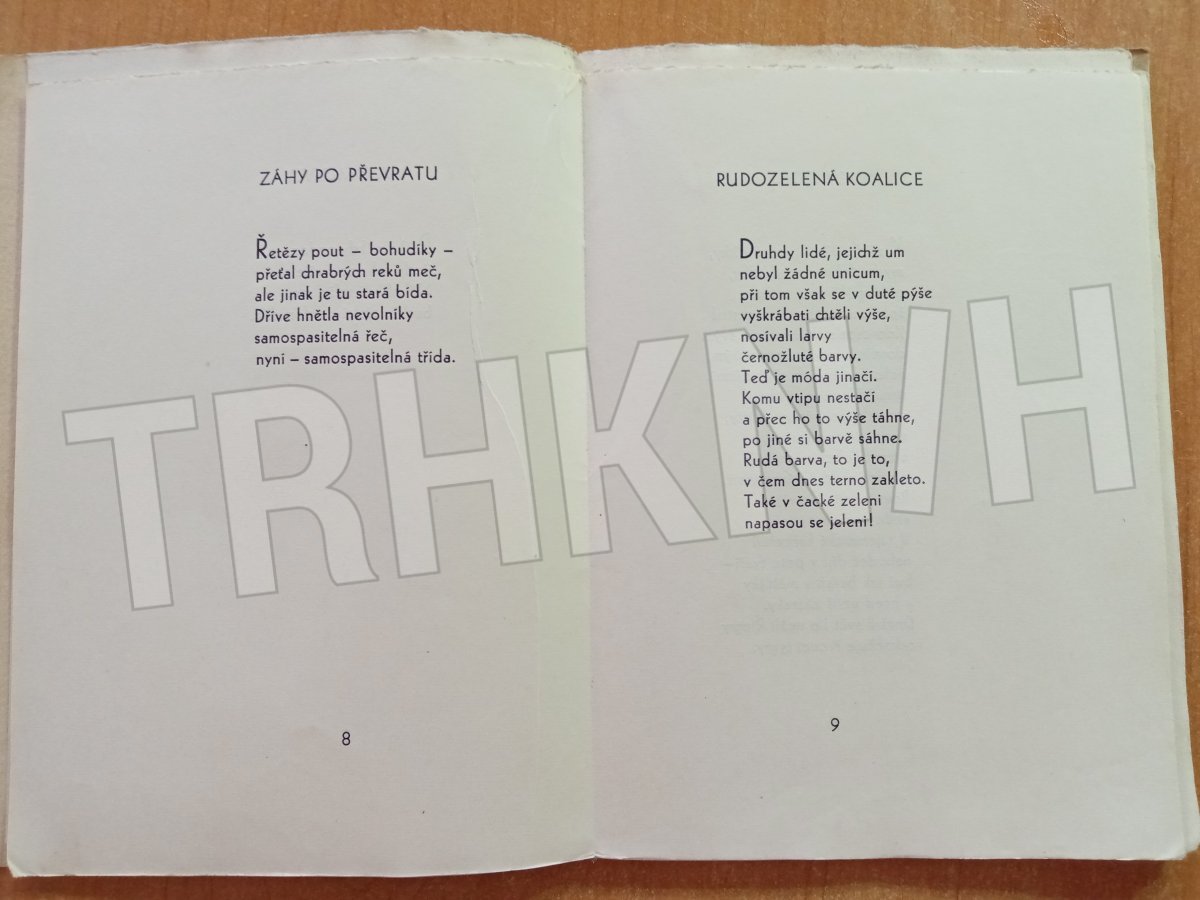 ZÁHY PO PŘEVRATU
Řetězy pout – bohudíky –
přeťal chrabrých reků meč,
ale jinak je tu stará bída.
Dříve hnětla nevolníky
samospasitelná řeč,
nyní – samospasitelná třída.
8
RUDOZELENÁ KOALICE
Druhdy lidé, jejichž um
nebyl žádné unicum,
při tom však se v duté pýše
vyškrábati chtěli výše,
nosívali larvy
černožluté barvy.
Teď je móda jinačí.
Komu vtipu nestačí
a přec ho to výše táhne,
po jiné si barvě sáhne.
Rudá barva, to je to,
v čem dnes terno zakleto.
Také v čacké zeleni
napasou se jeleni!
9
TRHKNIH